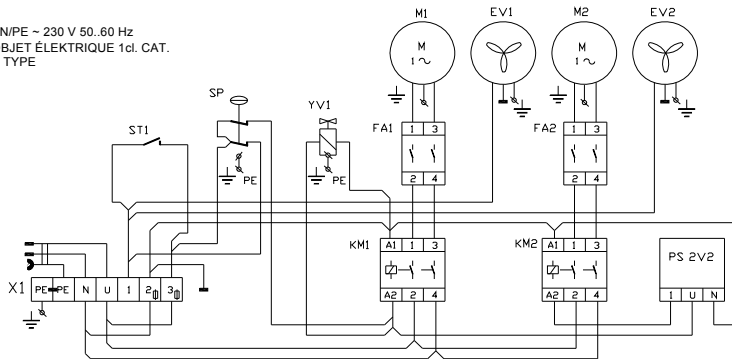 N/PE ~ 230 V 50..60 Hz
BJET ÉLEKTRIQUE 1cl. CAT.
TYPE
M1
EV1
M2
EV2
M
1~
M
1~
SP
YV1
ST1
FA1
1 3
2 4
FA2
1 3
2 4
PE
PE
KM1
A1 1 3
A2 2 4
KM2
A1 1 3
A2 2 4
PS 2V2
1 U N
X1
PE PE N U 1 2 3